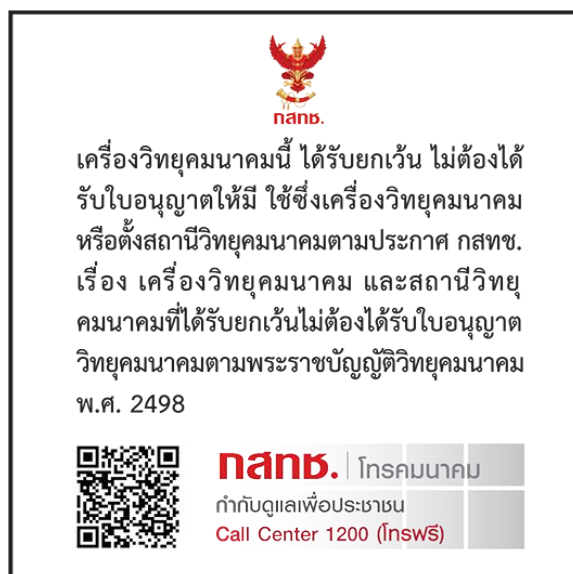 กสทช.
เครื่องวิทยุคมนาคมนี้ ได้รับยกเว้น ไม่ต้องได้
รับใบอนุญาตให้มี ใช้ซึ่งเครื่องวิทยุคมนาคม
หรือตั้งสถานีวิทยุคมนาคมตามประกาศ กสทช.
เรื่อง เครื่องวิทยุคมนาคม และสถานีวิทยุ
คมนาคมที่ได้รับยกเว้นไม่ต้องได้รับใบอนุญาต
วิทยุคมนาคมตามพระราชบัญญัติวิทยุคมนาคม
พ.ศ. 2498
กสทช. | โทรคมนาคม
กำกับดูแลเพื่อประชาชน
Call Center 1200 (โทรฟรี)